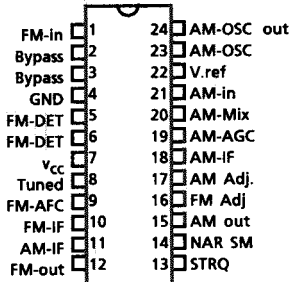 FM-in 1 24 AM-OSC out
Bypass 2 23 AM-OSC
Bypass 3 22 V.ref
GND 4 21 AM-in
FM-DET 5 20 AM-Mix
FM-DET 6 19 AM-AGC
VCC 7 18 AM-IF
Tuned 8 17 AM Adj.
FM-AFC 9 16 FM Adj
FM-IF 10 15 AM out
AM-IF 11 14 NAR SM
FM-out 12 13 STRQ